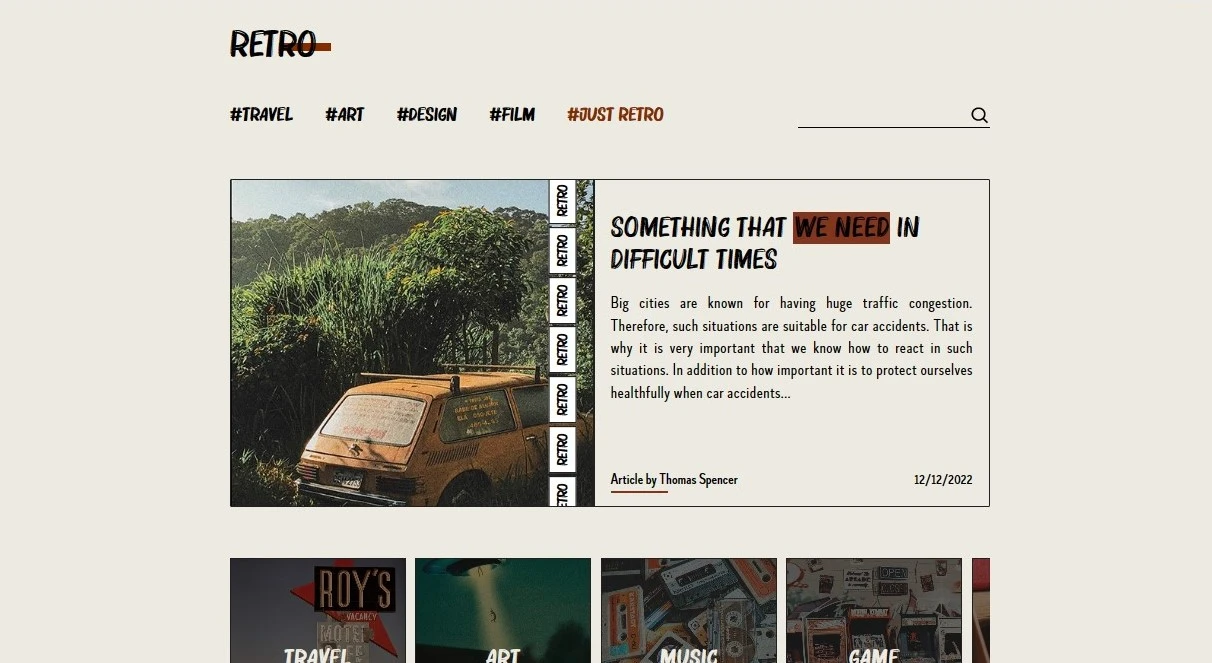 RETRO
#TRAVEL #ART #DESIGN #FILM #JUST RETRO
RETRO
RETRO
RETRO
RETRO
RETRO
RETRO
SOMETHING THAT WE NEED IN
DIFFICULT TIMES
Big cities are known for having huge traffic congestion.
Therefore, such situations are suitable for car accidents. That is
why it is very important that we know how to react in such
situations. In addition to how important it is to protect ourselves
healthfully when car accidents...
Article by Thomas Spencer 12/12/2022
ROY'S
VACANCY
MOTEL
OPEN
TRAVEL ART MUSIC GAME